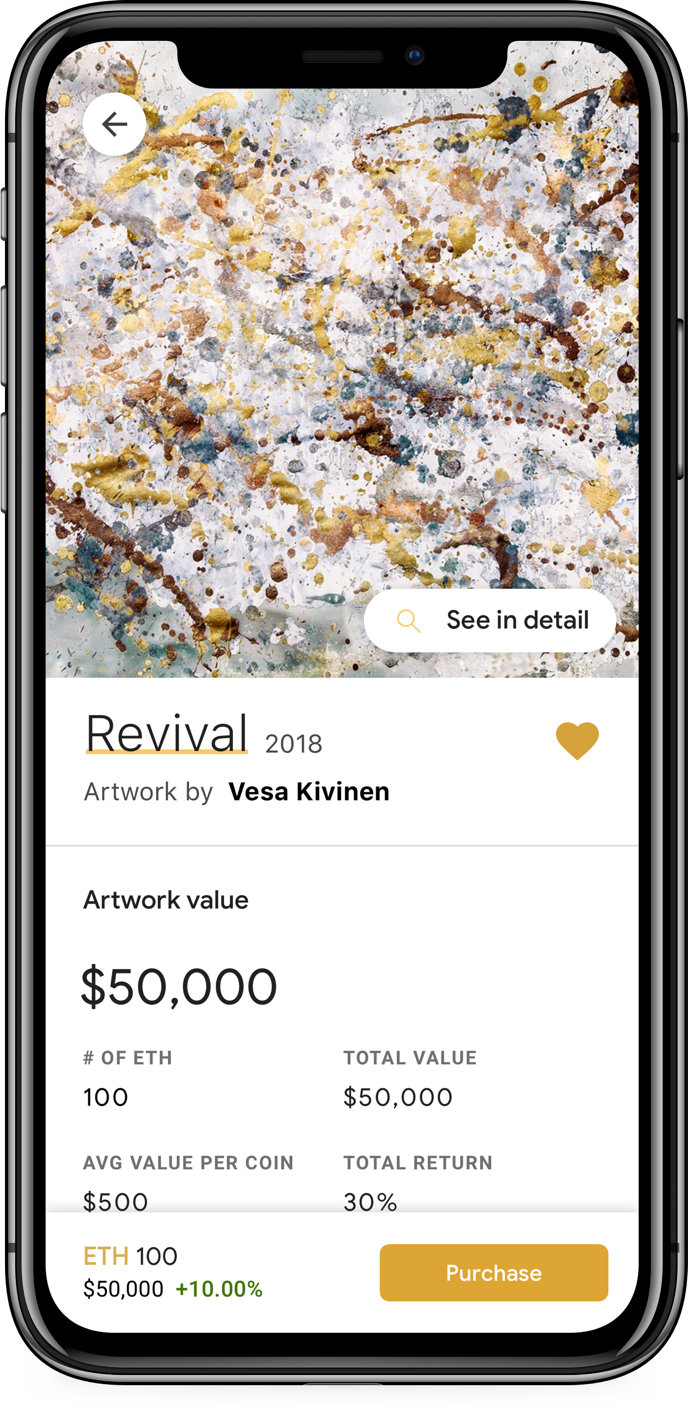 See in detail
Revival 2018
Artwork by Vesa Kivinen
Artwork value
$50,000
# OF ETH TOTAL VALUE
100 $50,000
AVG VALUE PER COIN TOTAL RETURN
$500 30%
ETH 100
$50,000 +10.00%
Purchase